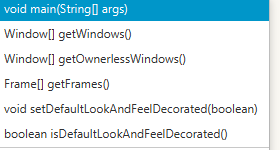 void main(String[] args)
Window[] getWindows()
Window[] getOwnerlessWindows()
Frame[] getFrames()
void setDefaultLookAndFeelDecorated(boolean)
boolean isDefaultLookAndFeelDecorated()